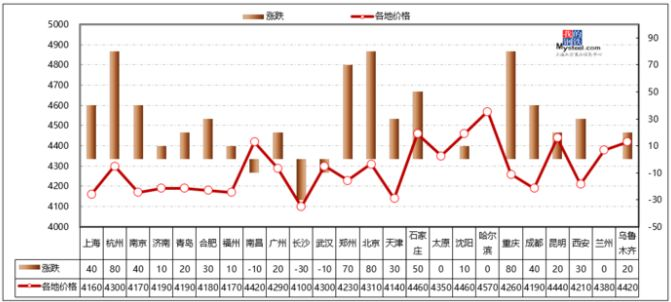 涨跌 各地价格
5000 90
4900 70
4800
4700 50
4600 30
4500
4400 10
4300 -10
4200
4100 -30
4000 -50
我的钢铁
Mysteel.com
上海 杭州 南京 济南 青岛 合肥 福州 南昌 广州 长沙 武汉 郑州 北京 天津 石家庄 太原 沈阳 哈尔滨 重庆 成都 昆明 西安 兰州 乌鲁木齐
涨跌 40 80 40 10 20 30 10 -10 20 -30 -10 70 80 30 50 0 10 0 80 40 20 30 0 20
各地价格 4160 4300 4170 4190 4190 4180 4170 4420 4290 4100 4300 4230 4310 4140 4460 4350 4460 4570 4260 4190 4440 4210 4380 4420